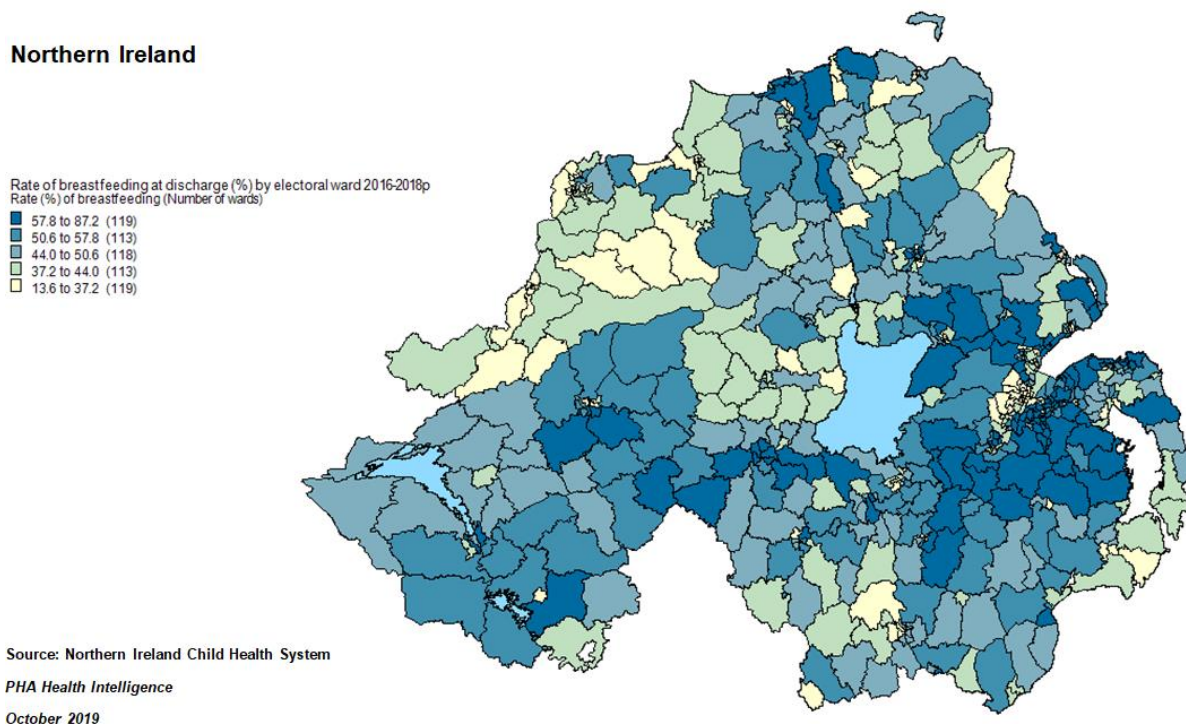 Northern Ireland
Rate of breastfeeding at discharge (%) by electoral ward 2016-2018p
Rate (%) of breastfeeding (Number of wards)
57.8 to 87.2 (119)
50.6 to 57.8 (113)
44.0 to 50.6 (118)
37.2 to 44.0 (113)
13.6 to 37.2 (119)
Source: Northern Ireland Child Health System
PHA Health Intelligence
October 2019